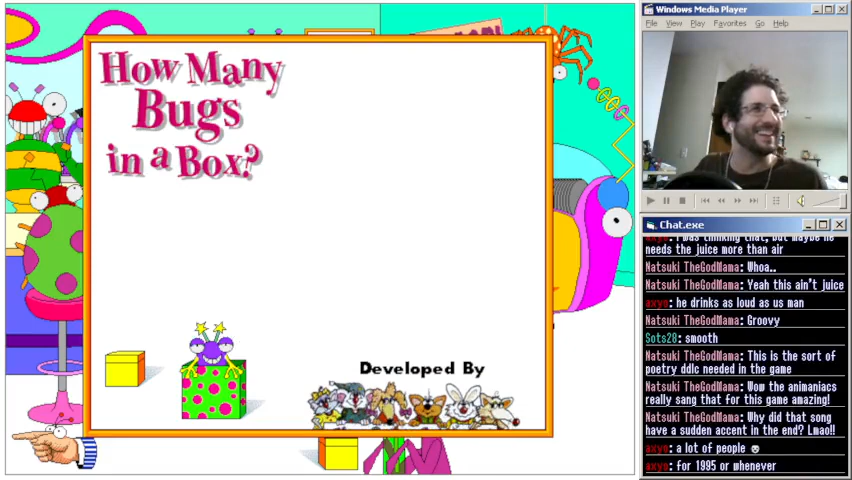 How Many
Bugs
in a Box?
Developed By
Windows Media Player
File View Play Favorites Go Help
Chat.exe
needs the juice more than air
Natsuki TheGodMama: Whoa..
Natsuki TheGodMama: Yeah this ain't juice
axyo: he drinks as loud as us man
Natsuki TheGodMama: Groovy
Sots28: smooth
Natsuki TheGodMama: This is the sort of
poetry ddlc needed in the game
Natsuki TheGodMama: Wow the animaniacs
really sang that for this game amazing!
Natsuki TheGodMama: Why did that song
have a sudden accent in the end? Lmao!!
axyo: a lot of people
axyo: for 1995 or whenever